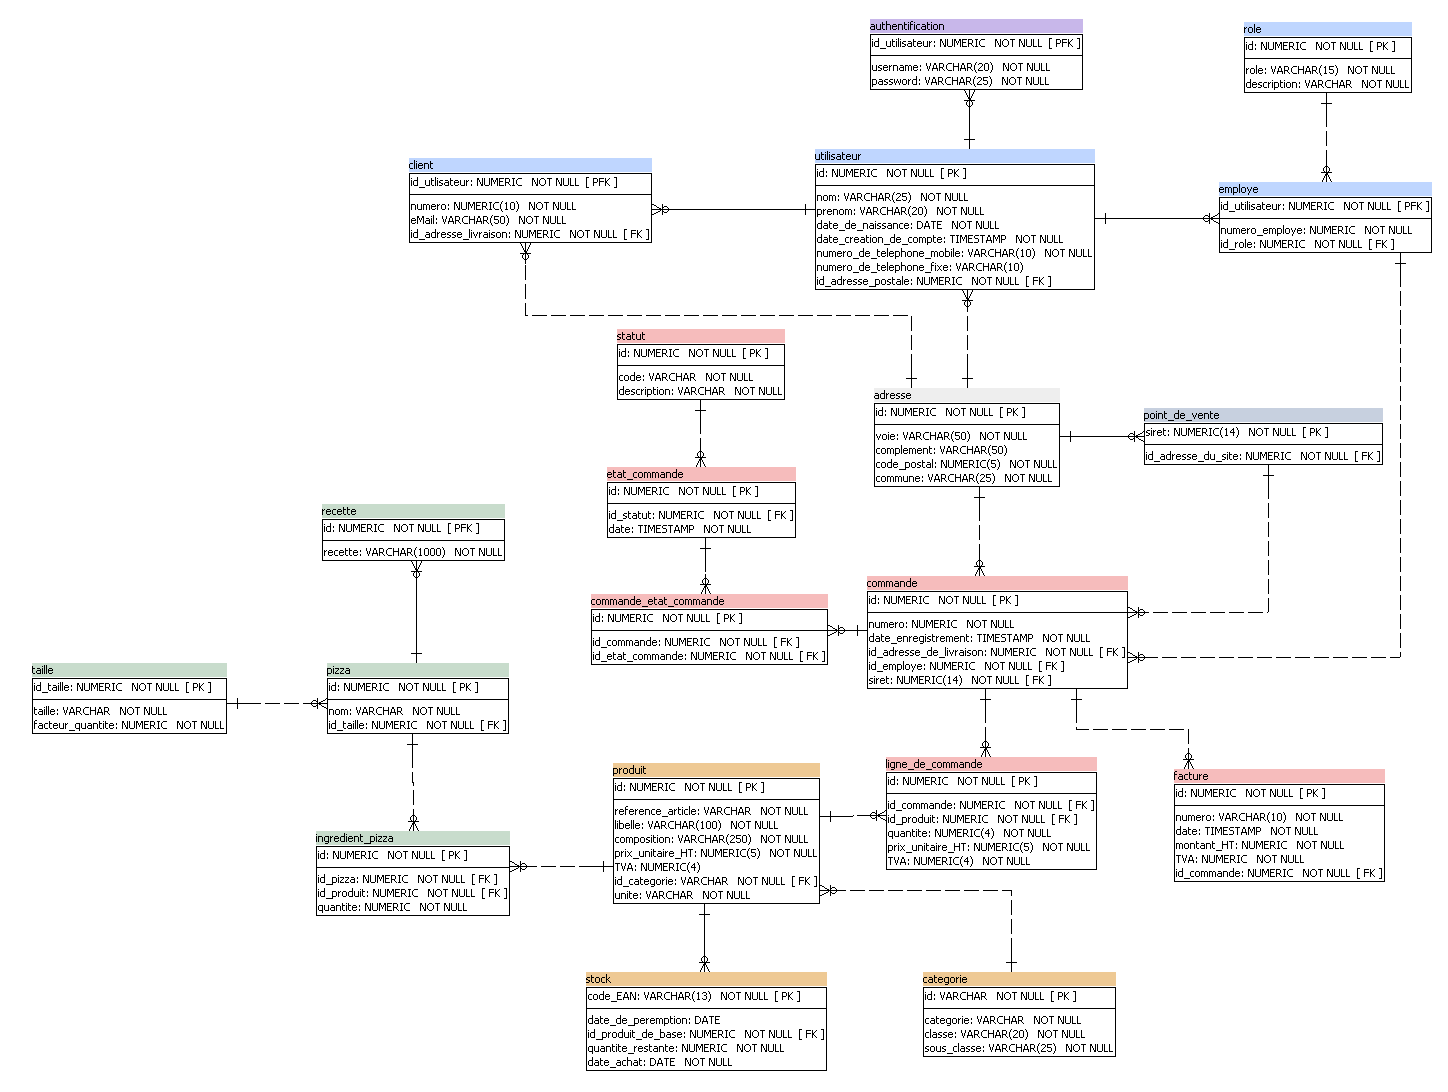 authentification
id_utilisateur: NUMERIC NOT NULL [ PFK ]
username: VARCHAR(20) NOT NULL
password: VARCHAR(25) NOT NULL
role
id: NUMERIC NOT NULL [ PK ]
role: VARCHAR(15) NOT NULL
description: VARCHAR NOT NULL
client
id_utlisateur: NUMERIC NOT NULL [ PFK ]
numero: NUMERIC(10) NOT NULL
eMail: VARCHAR(50) NOT NULL
id_adresse_livraison: NUMERIC NOT NULL [ FK ]
utilisateur
id: NUMERIC NOT NULL [ PK ]
nom: VARCHAR(25) NOT NULL
prenom: VARCHAR(20) NOT NULL
date_de_naissance: DATE NOT NULL
date_creation_de_compte: TIMESTAMP NOT NULL
numero_de_telephone_mobile: VARCHAR(10) NOT NULL
numero_de_telephone_fixe: VARCHAR(10)
id_adresse_postale: NUMERIC NOT NULL [ FK ]
employe
id_utilisateur: NUMERIC NOT NULL [ PFK ]
numero_employe: NUMERIC NOT NULL
id_role: NUMERIC NOT NULL [ FK ]
statut
id: NUMERIC NOT NULL [ PK ]
code: VARCHAR NOT NULL
description: VARCHAR NOT NULL
adresse
id: NUMERIC NOT NULL [ PK ]
voie: VARCHAR(50) NOT NULL
complement: VARCHAR(50)
code_postal: NUMERIC(5) NOT NULL
commune: VARCHAR(25) NOT NULL
point_de_vente
siret: NUMERIC(14) NOT NULL [ PK ]
id_adresse_du_site: NUMERIC NOT NULL [ FK ]
etat_commande
id: NUMERIC NOT NULL [ PK ]
id_statut: NUMERIC NOT NULL [ FK ]
date: TIMESTAMP NOT NULL
recette
id: NUMERIC NOT NULL [ PFK ]
recette: VARCHAR(1000) NOT NULL
commande_etat_commande
id: NUMERIC NOT NULL [ PK ]
id_commande: NUMERIC NOT NULL [ FK ]
id_etat_commande: NUMERIC NOT NULL [ FK ]
commande
id: NUMERIC NOT NULL [ PK ]
numero: NUMERIC NOT NULL
date_enregistrement: TIMESTAMP NOT NULL
id_adresse_de_livraison: NUMERIC NOT NULL [ FK ]
id_employe: NUMERIC NOT NULL [ FK ]
siret: NUMERIC(14) NOT NULL [ FK ]
taille
id_taille: NUMERIC NOT NULL [ PK ]
taille: VARCHAR NOT NULL
facteur_quantite: NUMERIC NOT NULL
pizza
id: NUMERIC NOT NULL [ PK ]
nom: VARCHAR NOT NULL
id_taille: NUMERIC NOT NULL [ FK ]
produit
id: NUMERIC NOT NULL [ PK ]
reference_article: VARCHAR NOT NULL
libelle: VARCHAR(100) NOT NULL
composition: VARCHAR(250) NOT NULL
prix_unitaire_HT: NUMERIC(5) NOT NULL
TVA: NUMERIC(4)
id_categorie: VARCHAR NOT NULL [ FK ]
unite: VARCHAR NOT NULL
ligne_de_commande
id: NUMERIC NOT NULL [ PK ]
id_commande: NUMERIC NOT NULL [ FK ]
id_produit: NUMERIC NOT NULL [ FK ]
quantite: NUMERIC(4) NOT NULL
prix_unitaire_HT: NUMERIC(5) NOT NULL
TVA: NUMERIC(4) NOT NULL
facture
id: NUMERIC NOT NULL [ PK ]
numero: VARCHAR(10) NOT NULL
date: TIMESTAMP NOT NULL
montant_HT: NUMERIC NOT NULL
TVA: NUMERIC NOT NULL
id_commande: NUMERIC NOT NULL [ FK ]
ingredient_pizza
id: NUMERIC NOT NULL [ PK ]
id_pizza: NUMERIC NOT NULL [ FK ]
id_produit: NUMERIC NOT NULL [ FK ]
quantite: NUMERIC NOT NULL
stock
code_EAN: VARCHAR(13) NOT NULL [ PK ]
date_de_peremption: DATE
id_produit_de_base: NUMERIC NOT NULL [ FK ]
quantite_restante: NUMERIC NOT NULL
date_achat: DATE NOT NULL
categorie
id: VARCHAR NOT NULL [ PK ]
categorie: VARCHAR NOT NULL
classe: VARCHAR(20) NOT NULL
sous_classe: VARCHAR(25) NOT NULL